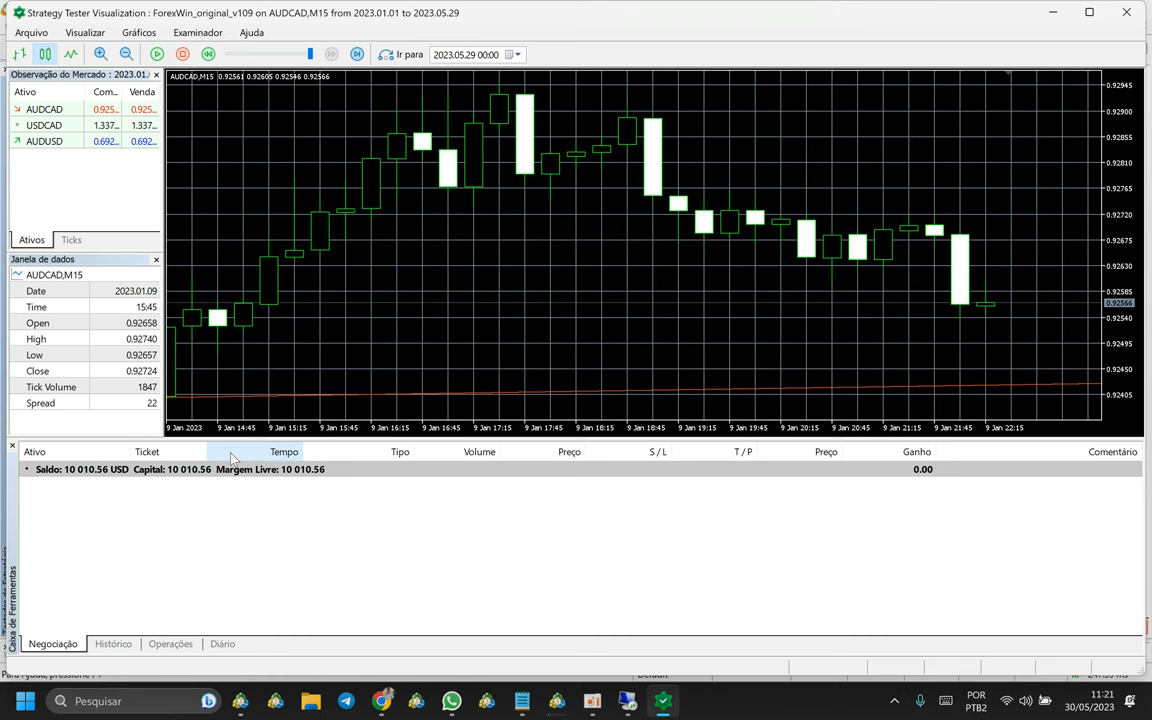 Strategy Tester Visualization : ForexWin_original_v109 on AUDCAD,M15 from 2023.01.01 to 2023.05.29
Arquivo Visualizar Gráficos Examinador Ajuda
Ir para 2023.05.29 00:00
Observação do Mercado : 2023.01.
Ativo Com... Venda
AUDCAD 0.925... 0.925...
USDCAD 1.337... 1.337...
AUDUSD 0.692... 0.692...
Ativos Ticks
Janela de dados
AUDCAD,M15
Date 2023.01.09
Time 15:45
Open 0.92658
High 0.92740
Low 0.92657
Close 0.92724
Tick Volume 1847
Spread 22
AUDCAD,M15 0.92561 0.92605 0.92546 0.92566
0.92945
0.92900
0.92855
0.92810
0.92765
0.92720
0.92675
0.92630
0.92585
0.92566
0.92540
0.92495
0.92450
0.92405
9 Jan 2023 9 Jan 14:45 9 Jan 15:15 9 Jan 15:45 9 Jan 16:15 9 Jan 16:45 9 Jan 17:15 9 Jan 17:45 9 Jan 18:15 9 Jan 18:45 9 Jan 19:15 9 Jan 19:45 9 Jan 20:15 9 Jan 20:45 9 Jan 21:15 9 Jan 21:45 9 Jan 22:15
Ativo Ticket Tempo Tipo Volume Preço S / L T / P Preço Ganho Comentário
Saldo: 10 010.56 USD Capital: 10 010.56 Margem Livre: 10 010.56 0.00
Caixa de Ferramentas
Negociação Histórico Operações Diário
Default
Pesquisar
POR
PTB2
11:21
30/05/2023